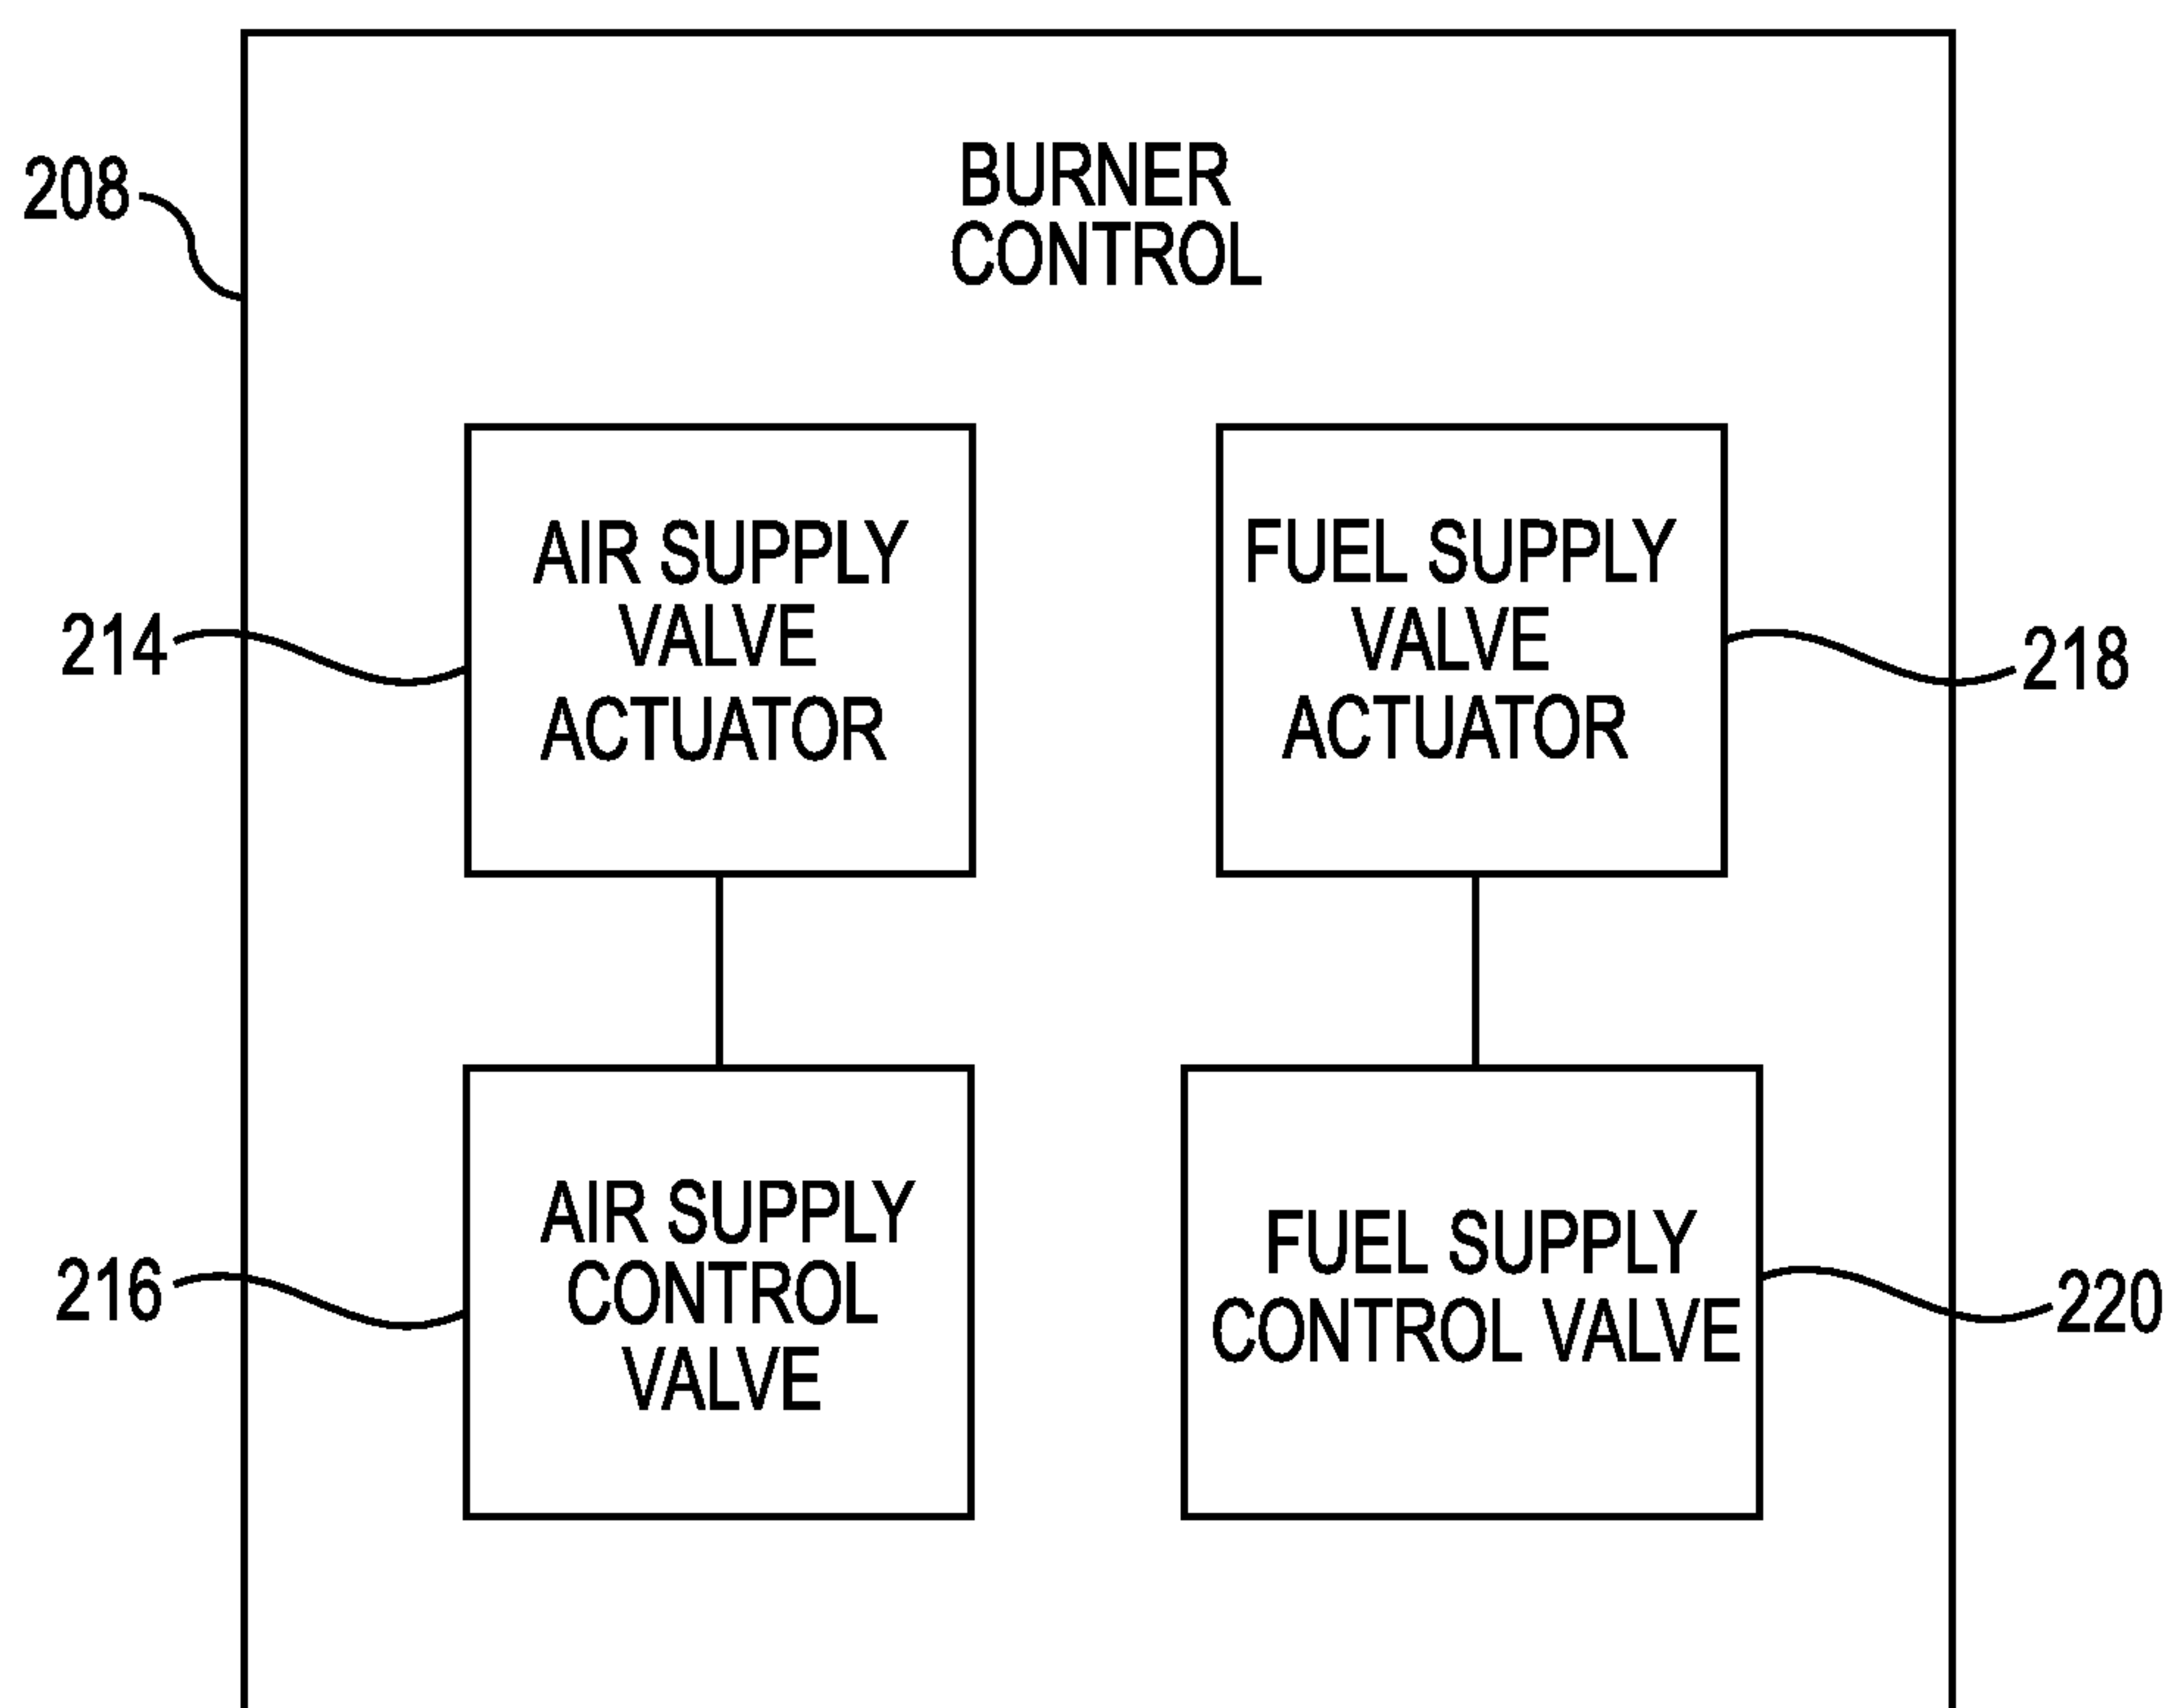 BURNER
CONTROL
208
AIR SUPPLY
VALVE
ACTUATOR
214
FUEL SUPPLY
VALVE
ACTUATOR
218
AIR SUPPLY
CONTROL
VALVE
216
FUEL SUPPLY
CONTROL VALVE
220